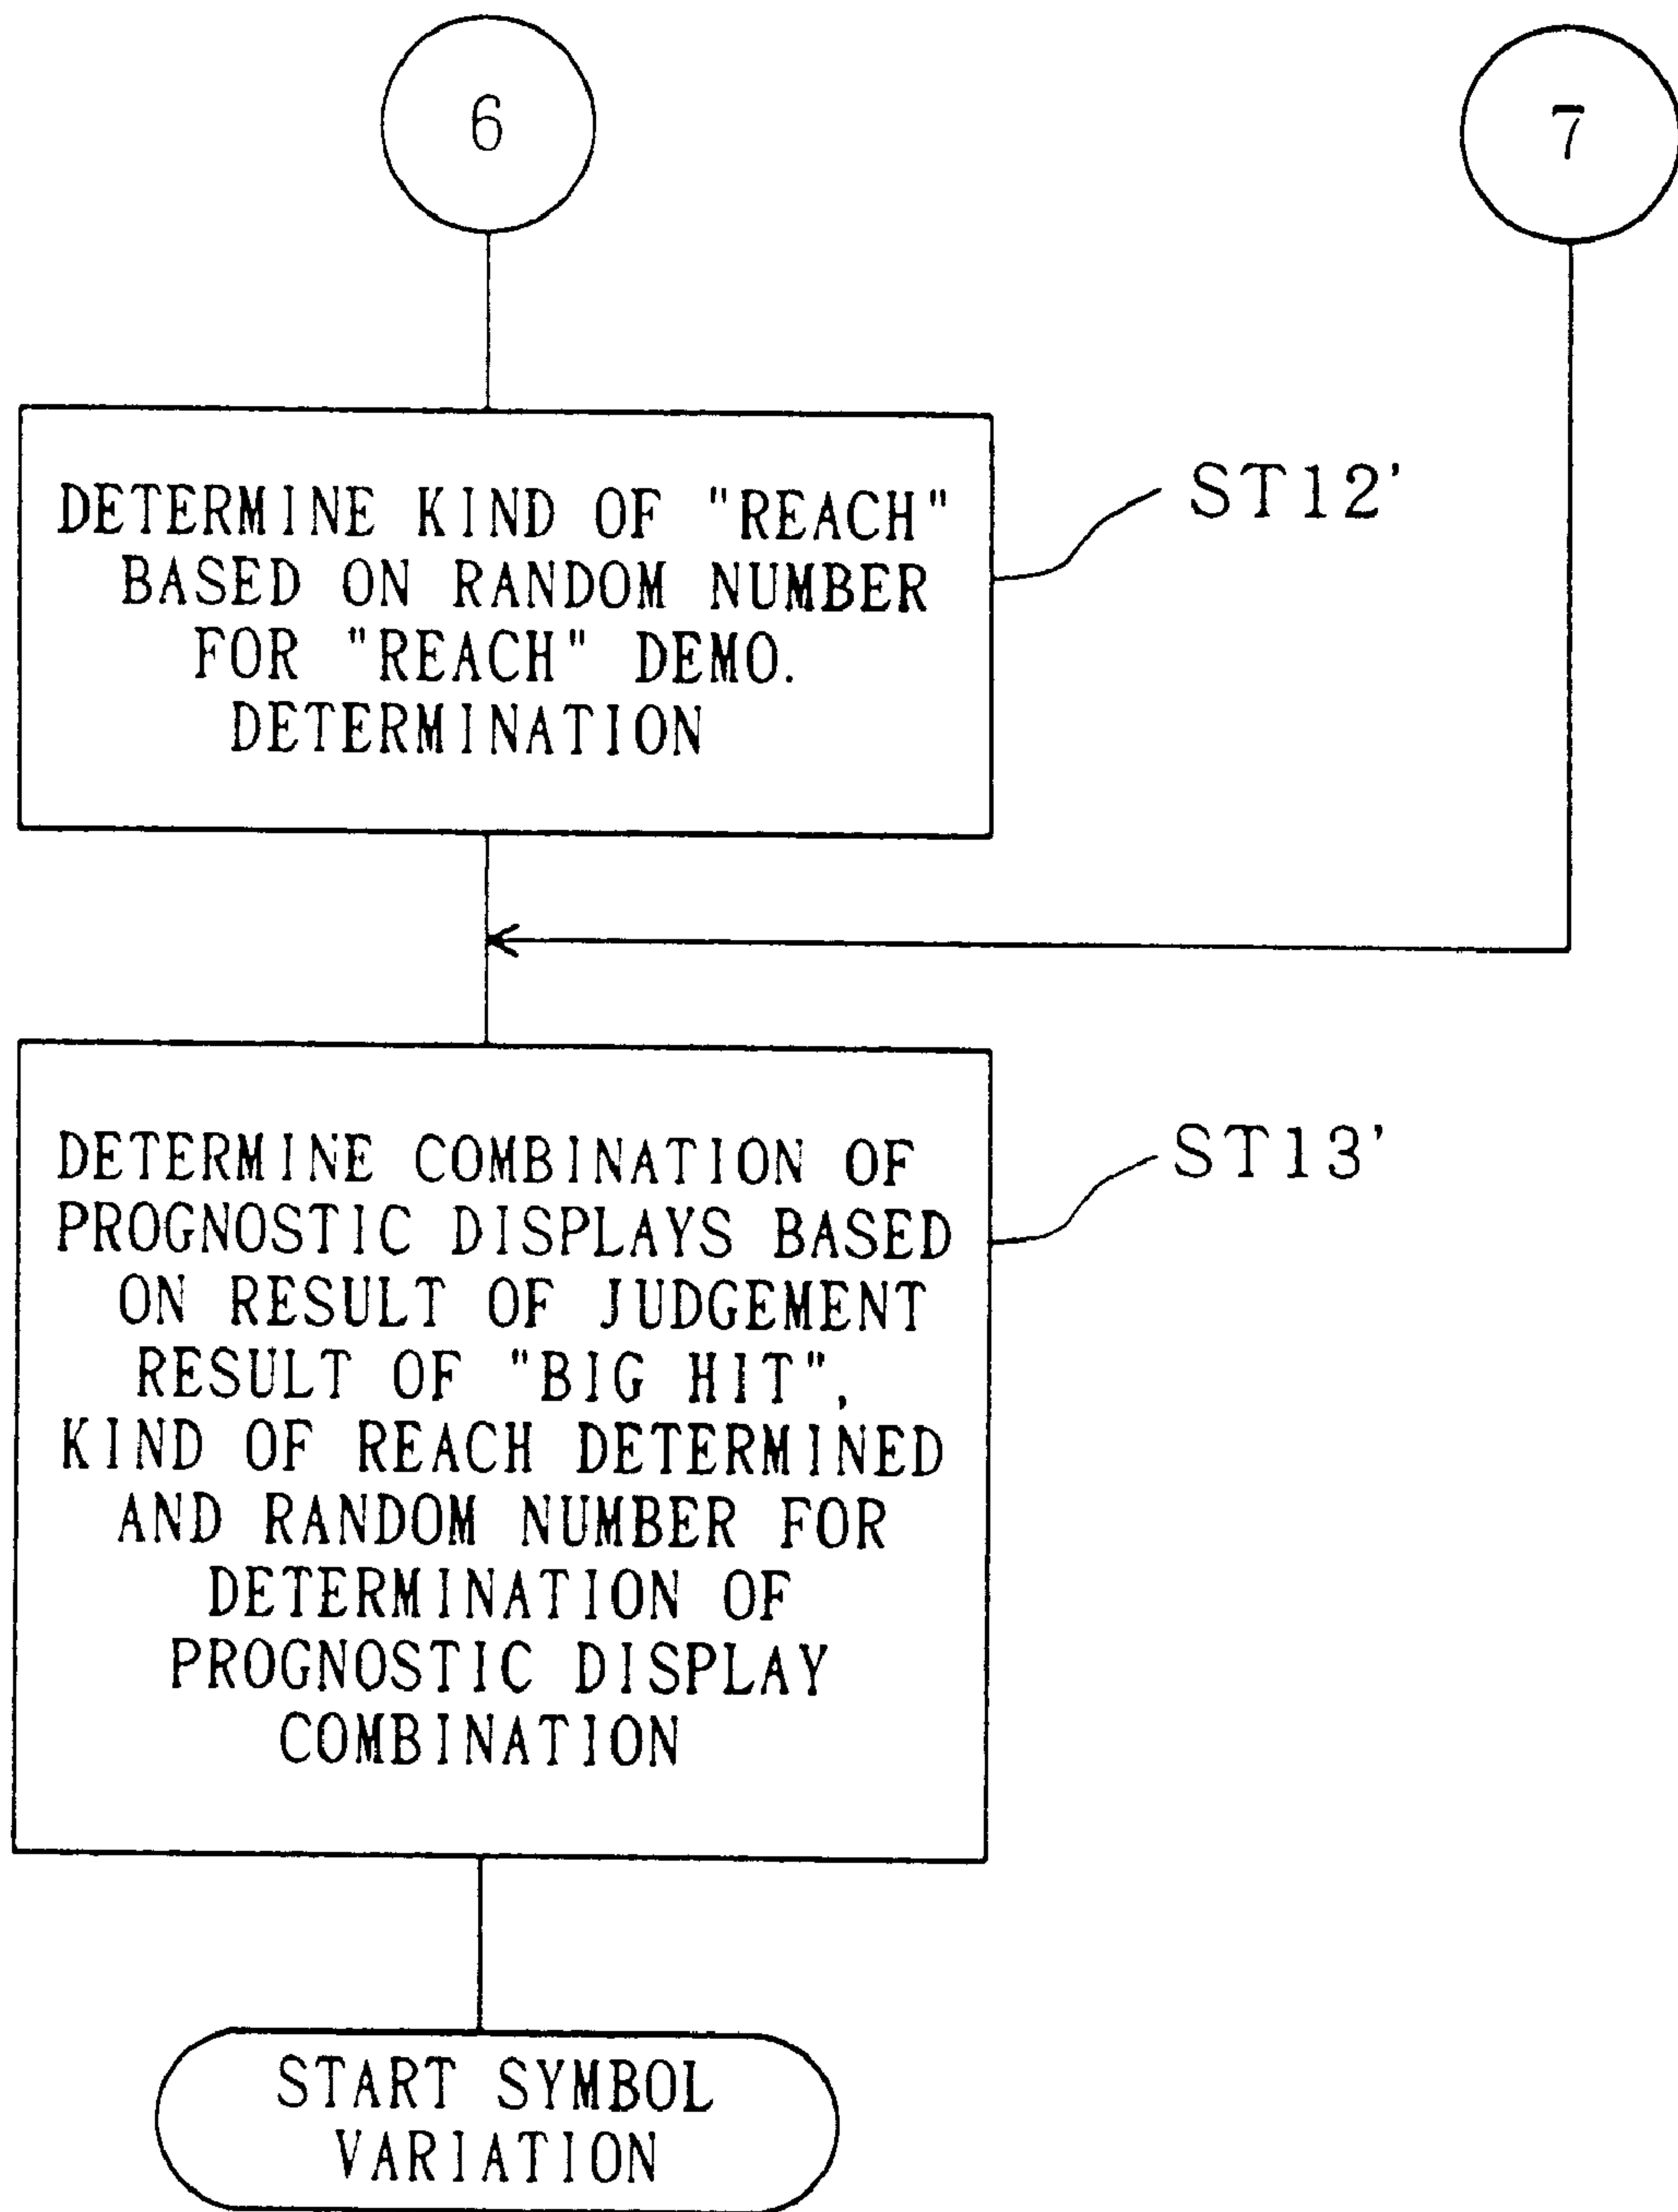 6
7
DETERMINE KIND OF "REACH"
BASED ON RANDOM NUMBER
FOR "REACH" DEMO.
DETERMINATION
ST12'
DETERMINE COMBINATION OF
PROGNOSTIC DISPLAYS BASED
ON RESULT OF JUDGEMENT
RESULT OF "BIG HIT",
KIND OF REACH DETERMINED
AND RANDOM NUMBER FOR
DETERMINATION OF
PROGNOSTIC DISPLAY
COMBINATION
ST13'
START SYMBOL
VARIATION